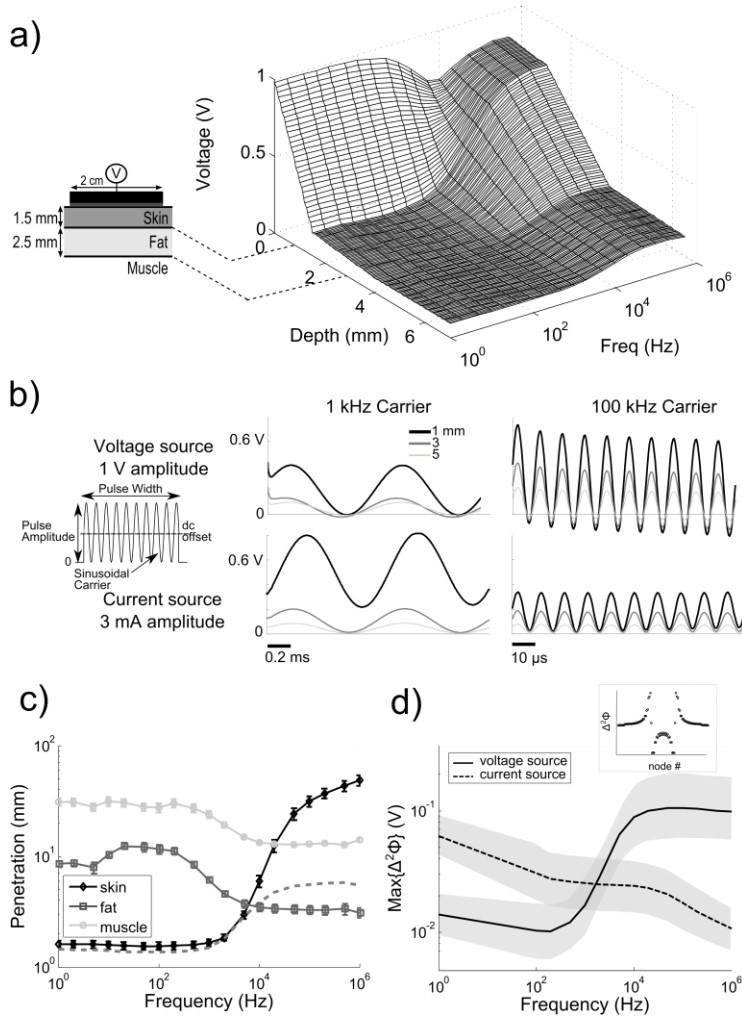 a)
V
2 cm
1.5 mm
Skin
2.5 mm
Fat
Muscle
Voltage (V)
1
0.5
0
0
2
4
6
Depth (mm)
10^0
10^2
10^4
10^6
Freq (Hz)
b)
1 kHz Carrier
100 kHz Carrier
Voltage source
1 V amplitude
Pulse Width
Pulse
Amplitude
dc
offset
0
Sinusoidal
Carrier
Current source
3 mA amplitude
0.6 V
0
1 mm
3
5
0.6 V
0
0.2 ms
10 µs
c)
Penetration (mm)
10^2
10^1
10^0
skin
fat
muscle
10^0
10^2
10^4
10^6
Frequency (Hz)
d)
Δ²Φ
node #
voltage source
current source
Max{Δ²Φ} (V)
10^-1
10^-2
10^0
10^2
10^4
10^6
Frequency (Hz)